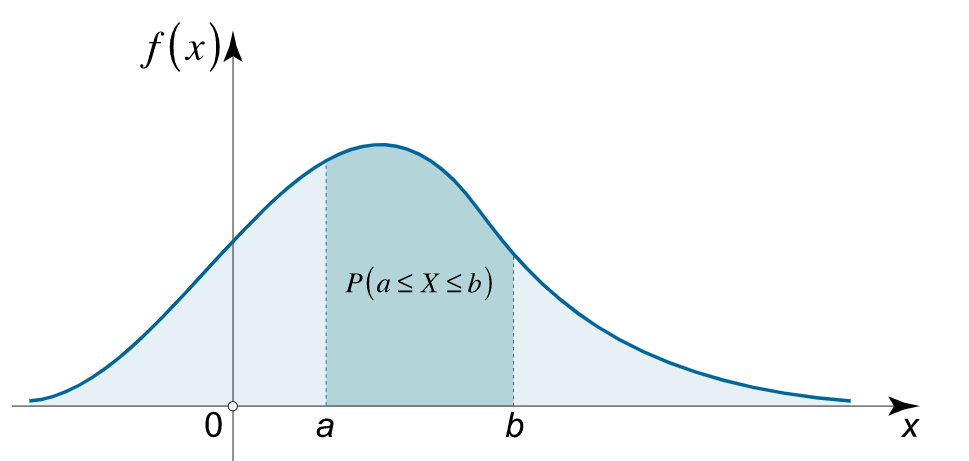 f(x)
P(a ≤ X ≤ b)
0 a b x